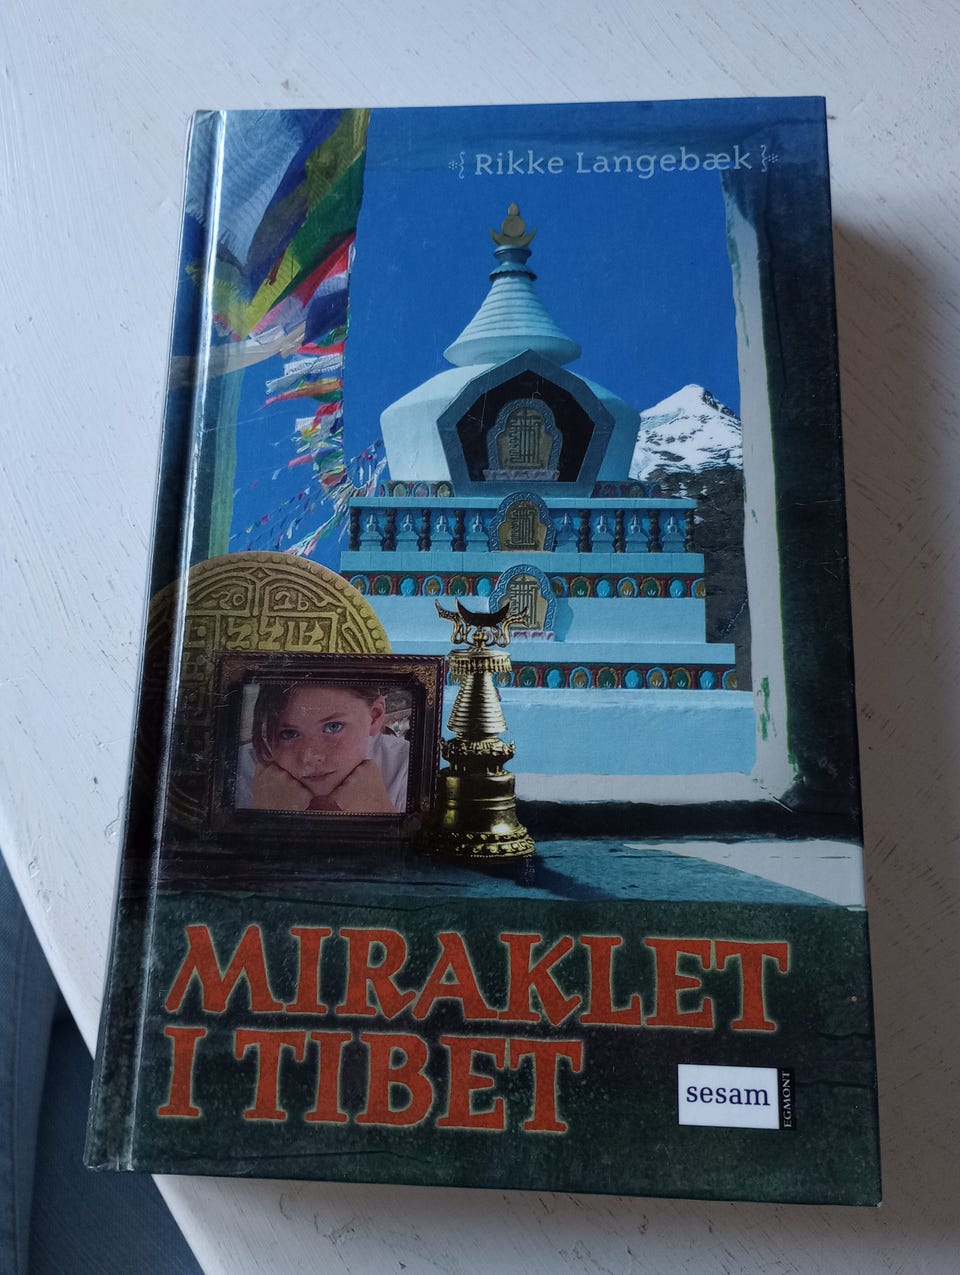 Rikke Langebæk
MIRAKLET
I TIBET
sesam
EGMONT